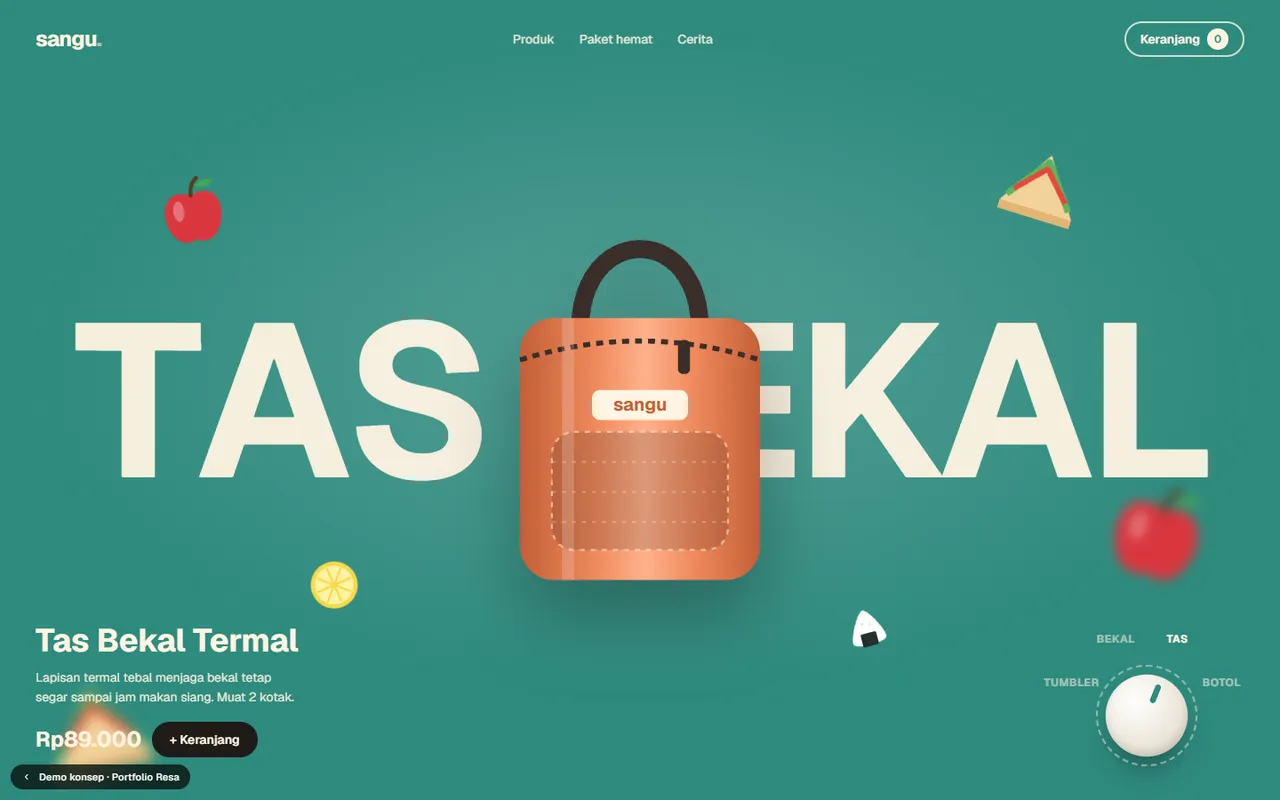 sangu.
Produk
Paket hemat
Cerita
Keranjang 0
TAS EKAL
sangu
Tas Bekal Termal
Lapisan termal tebal menjaga bekal tetap
segar sampai jam makan siang. Muat 2 kotak.
Rp89.000
+ Keranjang
BEKAL
TAS
TUMBLER
BOTOL
‹ Demo konsep · Portfolio Resa